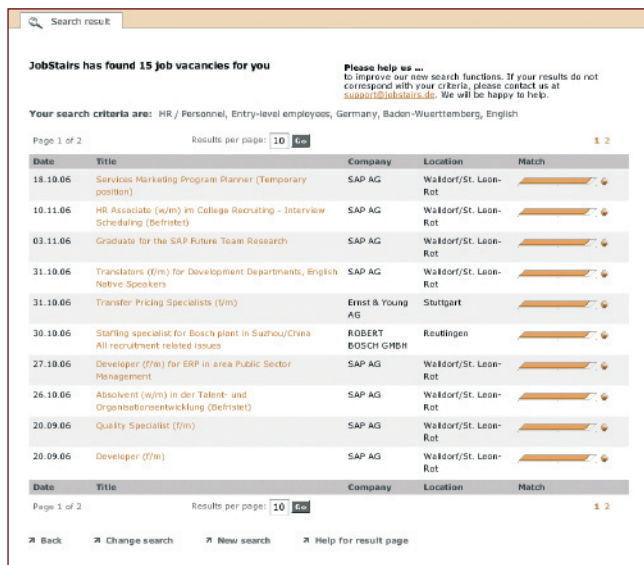 Search result
JobStairs has found 15 job vacancies for you
Please help us ...
to improve our new search functions. If your results do not
correspond with your criteria, please contact us at
support@jobstairs.de. We will be happy to help.
Your search criteria are: HR / Personnel, Entry-level employees, Germany, Baden-Wuerttemberg, English
Page 1 of 2 Results per page: 10 Go 1 2
Date Title Company Location Match
18.10.06 Services Marketing Program Planner (Temporary SAP AG Walldorf/St. Leon-
position) Rot
10.11.06 HR Associate (w/m) im College Recruiting - Interview SAP AG Walldorf/St. Leon-
Scheduling (Befristet) Rot
03.11.06 Graduate for the SAP Future Team Research SAP AG Walldorf/St. Leon-
Rot
31.10.06 Translators (f/m) for Development Departments, English SAP AG Walldorf/St. Leon-
Native Speakers Rot
31.10.06 Transfer Pricing Specialists (f/m) Ernst & Young Stuttgart
AG
30.10.06 Staffing specialist for Bosch plant in Suzhou/China ROBERT Reutlingen
All recruitment related issues BOSCH GMBH
27.10.06 Developer (f/m) for ERP in area Public Sector SAP AG Walldorf/St. Leon-
Management Rot
26.10.06 Absolvent (w/m) in der Talent- und SAP AG Walldorf/St. Leon-
Organisationsentwicklung (Befristet) Rot
20.09.06 Quality Specialist (f/m) SAP AG Walldorf/St. Leon-
Rot
20.09.06 Developer (f/m) SAP AG Walldorf/St. Leon-
Rot
Date Title Company Location Match
Page 1 of 2 Results per page: 10 Go 1 2
Back Change search New search Help for result page